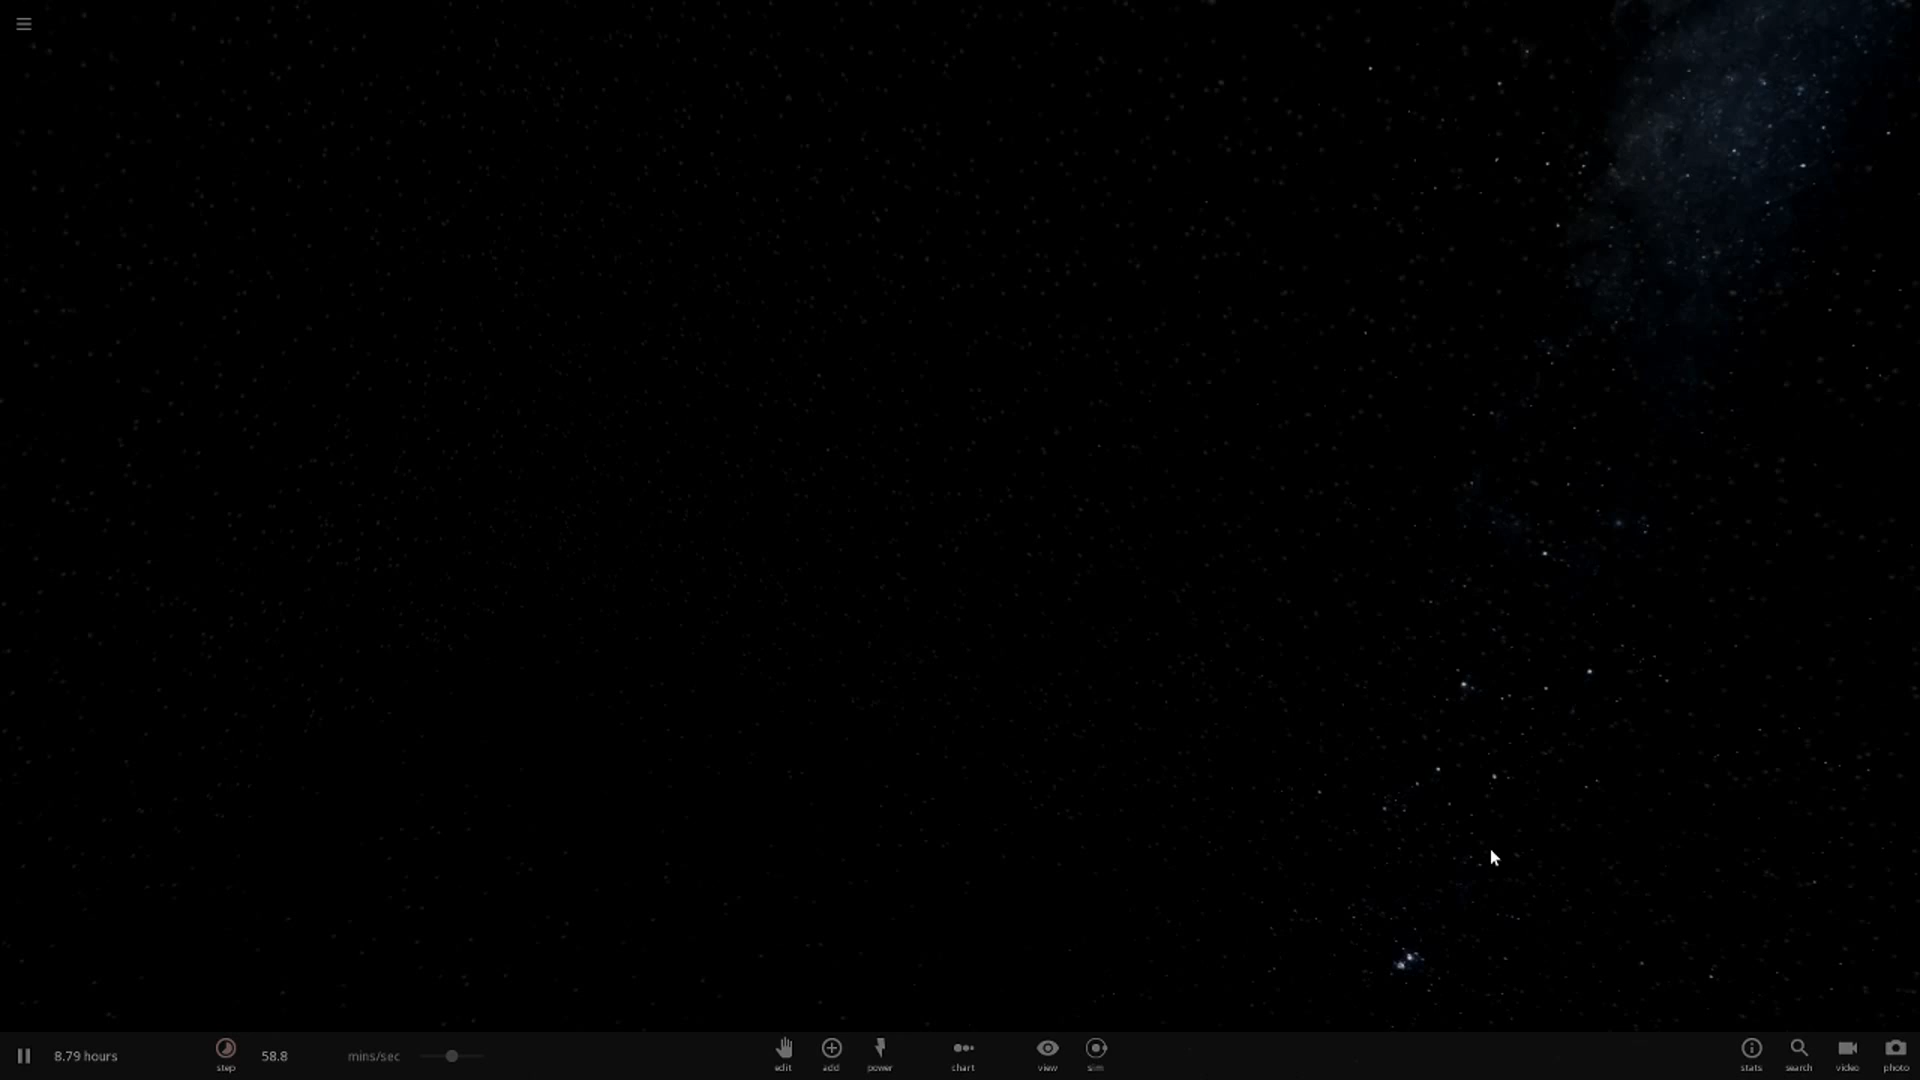 8.79 hours
step
58.8
mins/sec
edit
add
power
chart
view
sim
stats
search
video
photo